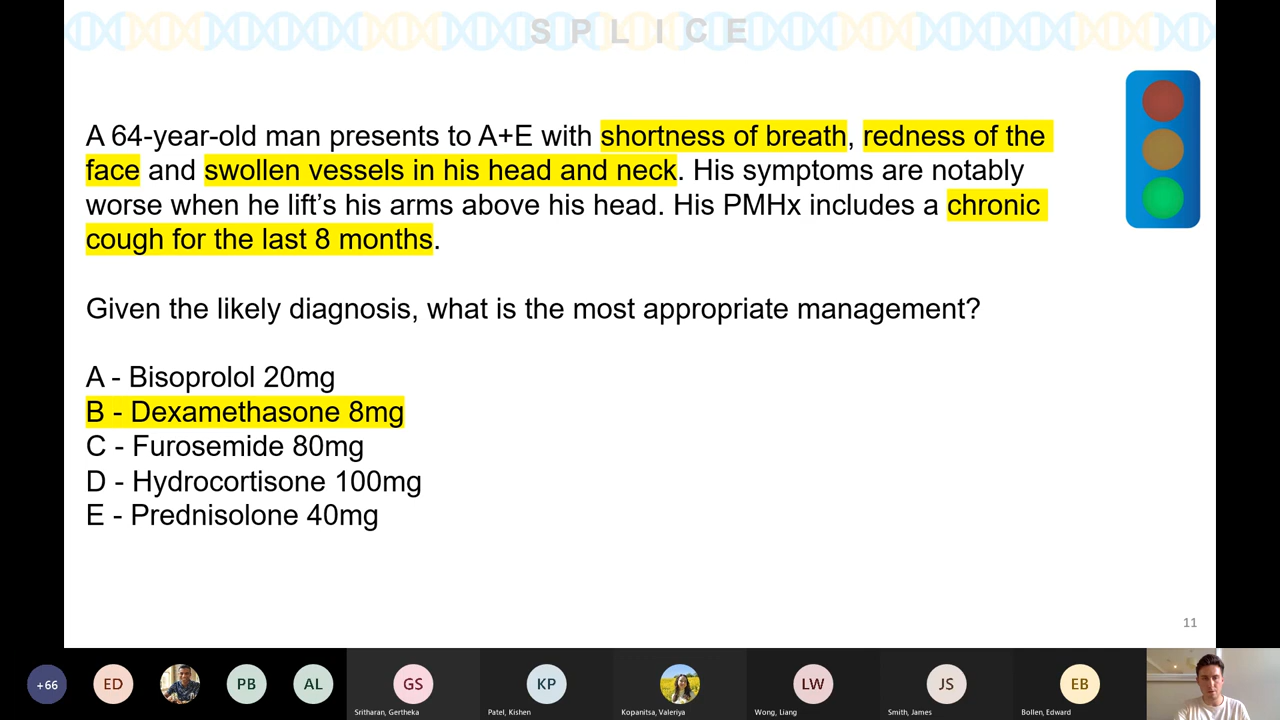 SPLICE
A 64-year-old man presents to A+E with shortness of breath, redness of the
face and swollen vessels in his head and neck. His symptoms are notably
worse when he lift's his arms above his head. His PMHx includes a chronic
cough for the last 8 months.
Given the likely diagnosis, what is the most appropriate management?
A - Bisoprolol 20mg
B - Dexamethasone 8mg
C - Furosemide 80mg
D - Hydrocortisone 100mg
E - Prednisolone 40mg
11
+66 ED PB AL GS KP LW JS EB
Sritharan, Gertheka Patel, Kishen Kopanitsa, Valeriya Wong, Liang Smith, James Bollen, Edward